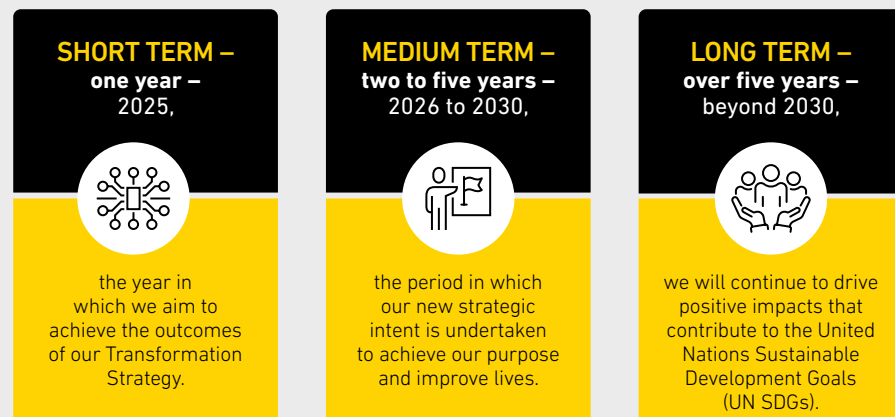 SHORT TERM –
one year –
2025,
the year in
which we aim to
achieve the outcomes
of our Transformation
Strategy.
MEDIUM TERM –
two to five years –
2026 to 2030,
the period in which
our new strategic
intent is undertaken
to achieve our purpose
and improve lives.
LONG TERM –
over five years –
beyond 2030,
we will continue to drive
positive impacts that
contribute to the United
Nations Sustainable
Development Goals
(UN SDGs).